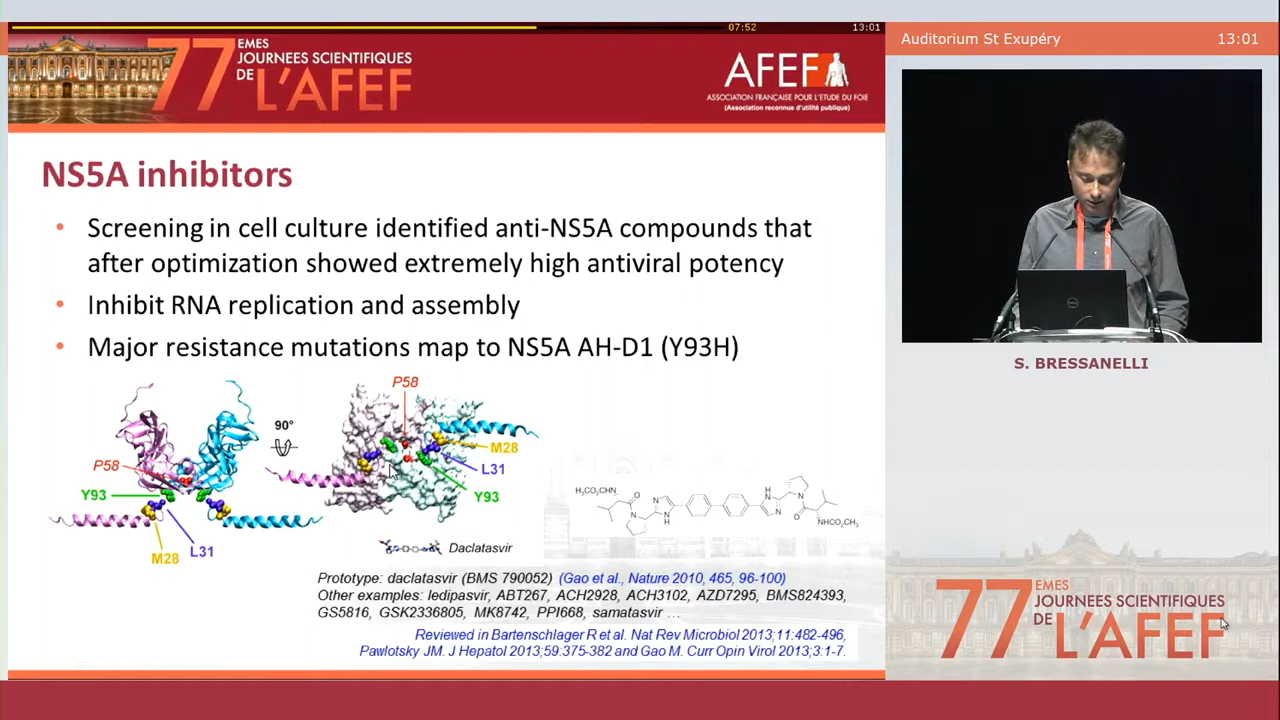 07:52
13:01
77 EMES
JOURNEES SCIENTIFIQUES
DE L'AFEF
AFEF
ASSOCIATION FRANÇAISE POUR L'ETUDE DU FOIE
(Association reconnue d'utilité publique)
Auditorium St Exupéry 13:01
NS5A inhibitors
• Screening in cell culture identified anti-NS5A compounds that
after optimization showed extremely high antiviral potency
• Inhibit RNA replication and assembly
• Major resistance mutations map to NS5A AH-D1 (Y93H)
P58
Y93
M28
L31
90°
P58
M28
L31
Y93
Daclatasvir
H₃CO₂CHN
O
N
N
N
H
H
N
N
N
O
NHCO₂CH₃
Prototype: daclatasvir (BMS 790052) (Gao et al., Nature 2010, 465, 96-100)
Other examples: ledipasvir, ABT267, ACH2928, ACH3102, AZD7295, BMS824393,
GS5816, GSK2336805, MK8742, PPI668, samatasvir ...
Reviewed in Bartenschlager R et al. Nat Rev Microbiol 2013;11:482-496,
Pawlotsky JM. J Hepatol 2013;59:375-382 and Gao M. Curr Opin Virol 2013;3:1-7.
S. BRESSANELLI
77 EMES
JOURNEES SCIENTIFIQUES
DE L'AFEF